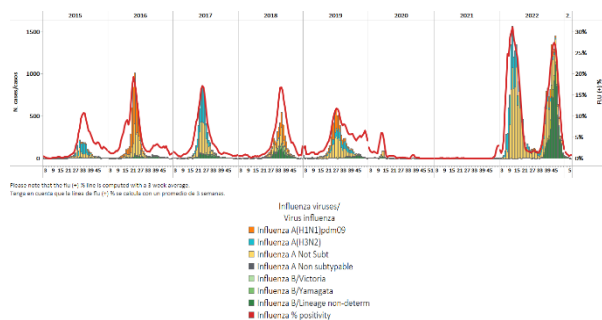 2015 2016 2017 2018 2019 2020 2021 2022 2.
1500 30%
25%
1000 20%
15%
500 10%
5%
0 0%
N. cases/casos
FLU (+) %
3 9 15 21 27 33 39 45 3 9 15 21 27 33 39 45 3 9 15 21 27 33 39 45 3 9 15 21 27 33 39 45 3 9 15 21 27 33 39 45 3 9 15 21 27 33 39 45 3 9 15 21 27 33 39 45 3 9 15 21 27 33 39 45 5
Please note that the flu (+) % line is computed with a 3 week average.
Tenga en cuenta que la línea de flu (+) % se calcula con un promedio de 3 semanas.
Influenza viruses/
Virus influenza
Influenza A(H1N1)pdm09
Influenza A(H3N2)
Influenza A Not Subt
Influenza A Non subtypable
Influenza B/Victoria
Influenza B/Yamagata
Influenza B/Lineage non-determ
Influenza % positivity